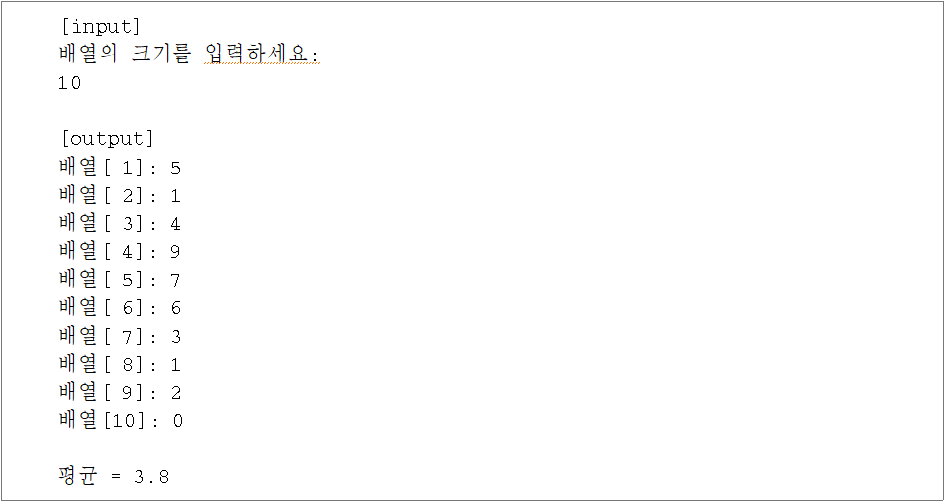 [input]
배열의 크기를 입력하세요:
10
[output]
배열[ 1]: 5
배열[ 2]: 1
배열[ 3]: 4
배열[ 4]: 9
배열[ 5]: 7
배열[ 6]: 6
배열[ 7]: 3
배열[ 8]: 1
배열[ 9]: 2
배열[10]: 0
평균 = 3.8